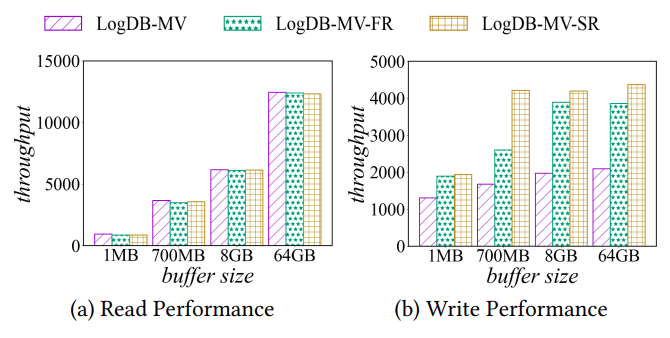 LogDB-MV LogDB-MV-FR LogDB-MV-SR
throughput
15000
10000
5000
0
1MB 700MB 8GB 64GB
buffer size
(a) Read Performance
throughput
5000
4000
3000
2000
1000
0
1MB 700MB 8GB 64GB
buffer size
(b) Write Performance